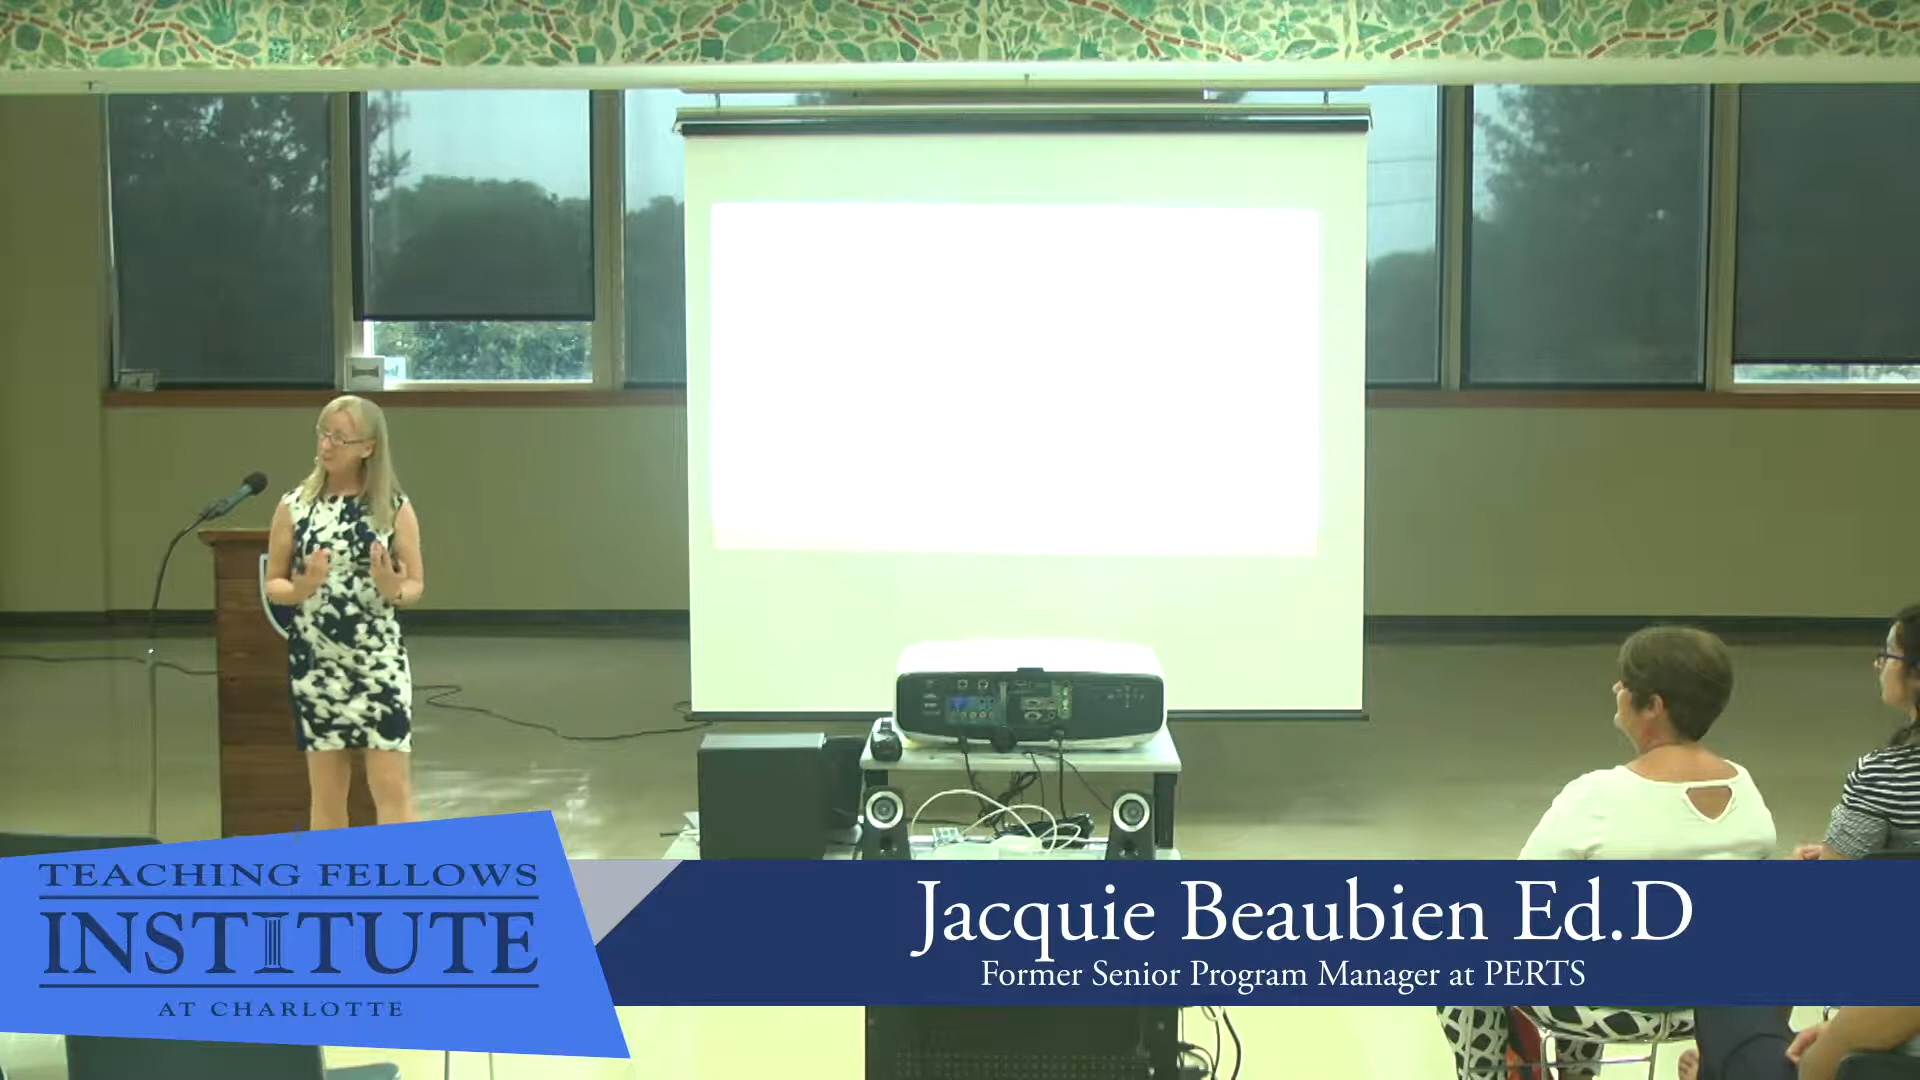 TEACHING FELLOWS
INSTITUTE
AT CHARLOTTE
Jacquie Beaubien Ed.D
Former Senior Program Manager at PERTS